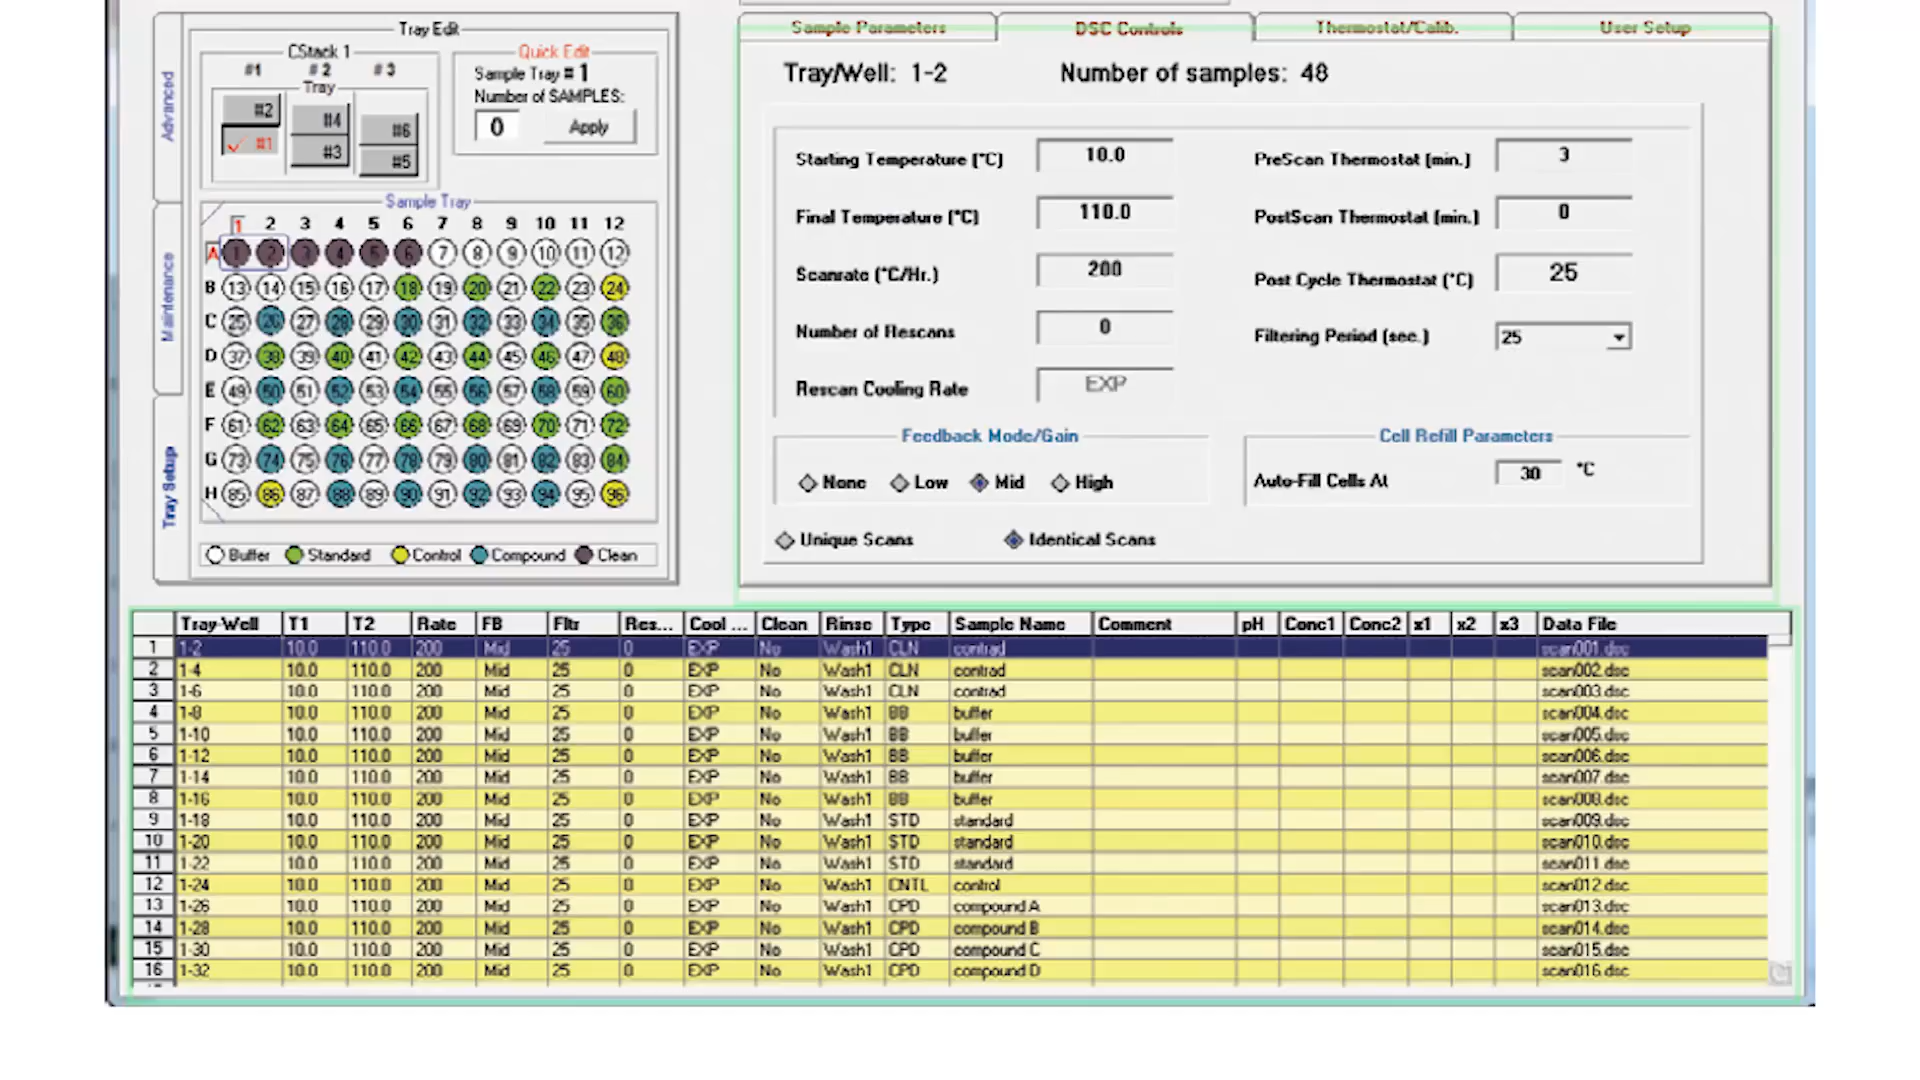 Advanced
Maintenance
Tray Setup
Tray Edit
CStack 1
#1 #2 #3
Tray
#2 #4 #6
#1 #3 #5
Quick Edit
Sample Tray # 1
Number of SAMPLES:
0 Apply
Sample Tray
1 2 3 4 5 6 7 8 9 10 11 12
A 1 2 3 4 5 6 7 8 9 10 11 12
B 13 14 15 16 17 18 19 20 21 22 23 24
C 25 26 27 28 29 30 31 32 33 34 35 36
D 37 38 39 40 41 42 43 44 45 46 47 48
E 49 50 51 52 53 54 55 56 57 58 59 60
F 61 62 63 64 65 66 67 68 69 70 71 72
G 73 74 75 76 77 78 79 80 81 82 83 84
H 85 86 87 88 89 90 91 92 93 94 95 96
Buffer Standard Control Compound Clean
Sample Parameters DSC Controls Thermostat/Calib. User Setup
Tray/Well: 1-2 Number of samples: 48
Starting Temperature (°C) 10.0 PreScan Thermostat (min.) 3
Final Temperature (°C) 110.0 PostScan Thermostat (min.) 0
Scanrate (°C/Hr.) 200 Post Cycle Thermostat (°C) 25
Number of Rescans 0 Filtering Period (sec.) 25
Rescan Cooling Rate EXP
Feedback Mode/Gain Cell Refill Parameters
None Low Mid High Auto-Fill Cells At 30 °C
Unique Scans Identical Scans
Tray-Well T1 T2 Rate FB Fltr Res... Cool ... Clean Rinse Type Sample Name Comment pH Conc1 Conc2 x1 x2 x3 Data File
1 1-2 10.0 110.0 200 Mid 25 0 EXP No Wash1 CLN contrad scan001.dsc
2 1-4 10.0 110.0 200 Mid 25 0 EXP No Wash1 CLN contrad scan002.dsc
3 1-6 10.0 110.0 200 Mid 25 0 EXP No Wash1 CLN contrad scan003.dsc
4 1-8 10.0 110.0 200 Mid 25 0 EXP No Wash1 BB buffer scan004.dsc
5 1-10 10.0 110.0 200 Mid 25 0 EXP No Wash1 BB buffer scan005.dsc
6 1-12 10.0 110.0 200 Mid 25 0 EXP No Wash1 BB buffer scan006.dsc
7 1-14 10.0 110.0 200 Mid 25 0 EXP No Wash1 BB buffer scan007.dsc
8 1-16 10.0 110.0 200 Mid 25 0 EXP No Wash1 BB buffer scan008.dsc
9 1-18 10.0 110.0 200 Mid 25 0 EXP No Wash1 STD standard scan009.dsc
10 1-20 10.0 110.0 200 Mid 25 0 EXP No Wash1 STD standard scan010.dsc
11 1-22 10.0 110.0 200 Mid 25 0 EXP No Wash1 STD standard scan011.dsc
12 1-24 10.0 110.0 200 Mid 25 0 EXP No Wash1 CNTL control scan012.dsc
13 1-26 10.0 110.0 200 Mid 25 0 EXP No Wash1 CPD compound A scan013.dsc
14 1-28 10.0 110.0 200 Mid 25 0 EXP No Wash1 CPD compound B scan014.dsc
15 1-30 10.0 110.0 200 Mid 25 0 EXP No Wash1 CPD compound C scan015.dsc
16 1-32 10.0 110.0 200 Mid 25 0 EXP No Wash1 CPD compound D scan016.dsc